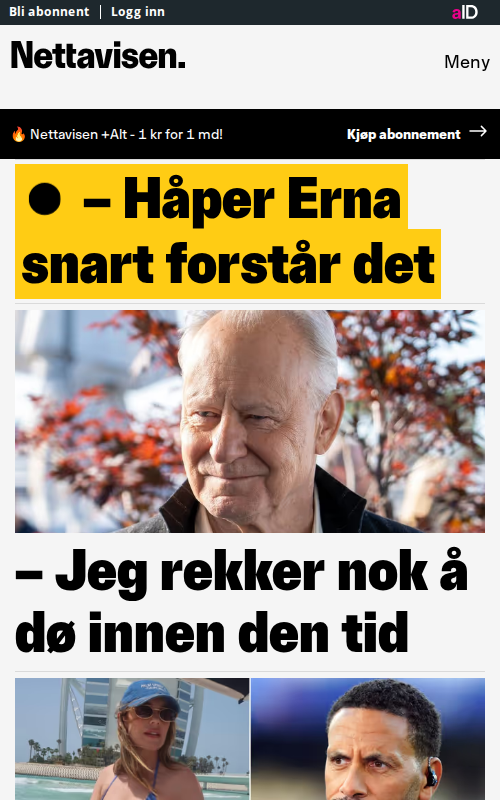 Bli abonnent | Logg inn
aID
Nettavisen.
Meny
🔥 Nettavisen +Alt - 1 kr for 1 md!
Kjøp abonnement →
● – Håper Erna
snart forstår det
– Jeg rekker nok å
dø innen den tid